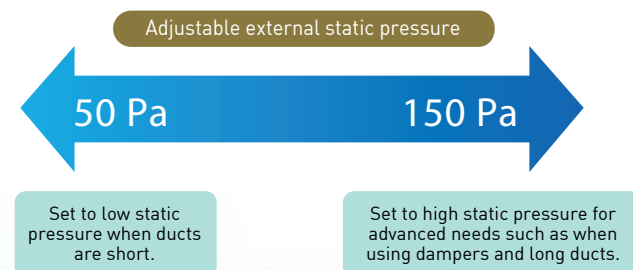 Adjustable external static pressure
50 Pa
150 Pa
Set to low static
pressure when ducts
are short.
Set to high static pressure for
advanced needs such as when
using dampers and long ducts.